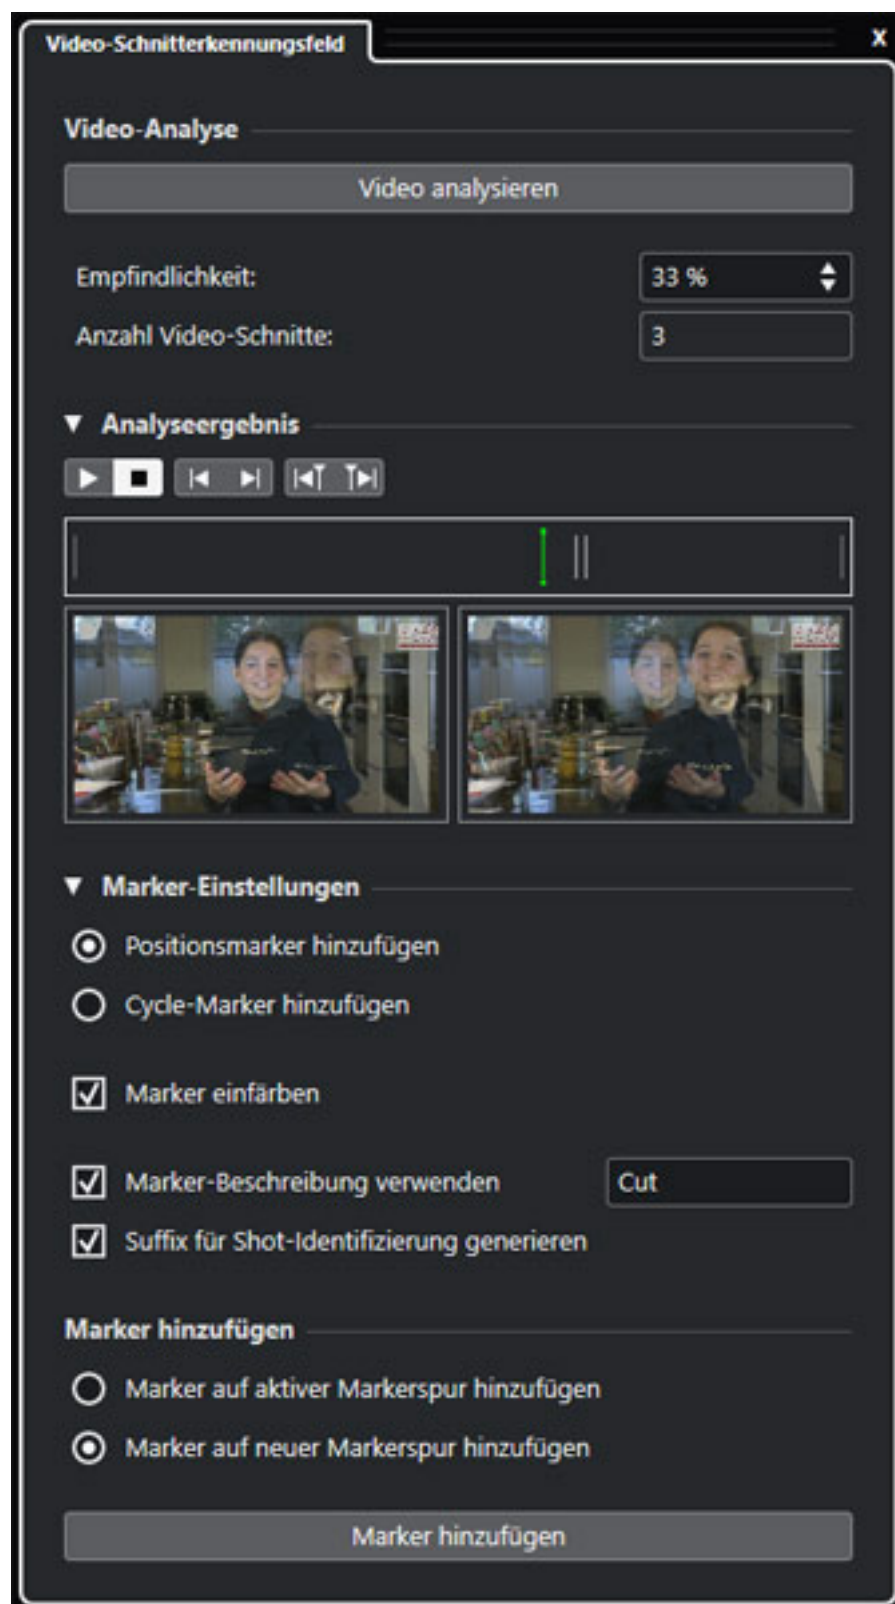 Video-Schnitterkennungsfeld
X
Video-Analyse
Video analysieren
Empfindlichkeit:
33 %
Anzahl Video-Schnitte:
3
Analyseergebnis
Marker-Einstellungen
Positionsmarker hinzufügen
Cycle-Marker hinzufügen
Marker einfärben
Marker-Beschreibung verwenden
Cut
Suffix für Shot-Identifizierung generieren
Marker hinzufügen
Marker auf aktiver Markerspur hinzufügen
Marker auf neuer Markerspur hinzufügen
Marker hinzufügen